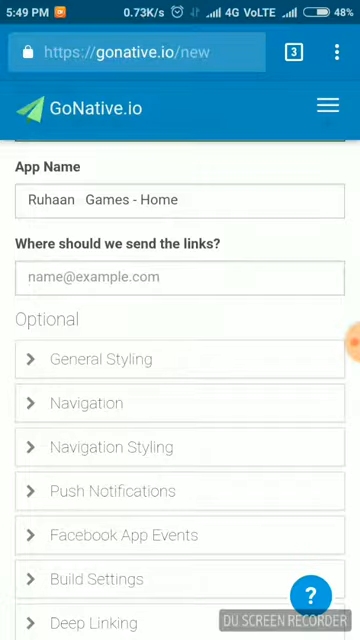 5:49 PM 0.73K/s 4G VoLTE 48%
https://gonative.io/new 3
GoNative.io
App Name
Ruhaan Games - Home
Where should we send the links?
name@example.com
Optional
General Styling
Navigation
Navigation Styling
Push Notifications
Facebook App Events
Build Settings
?
DU SCREEN RECORDER
Deep Linking